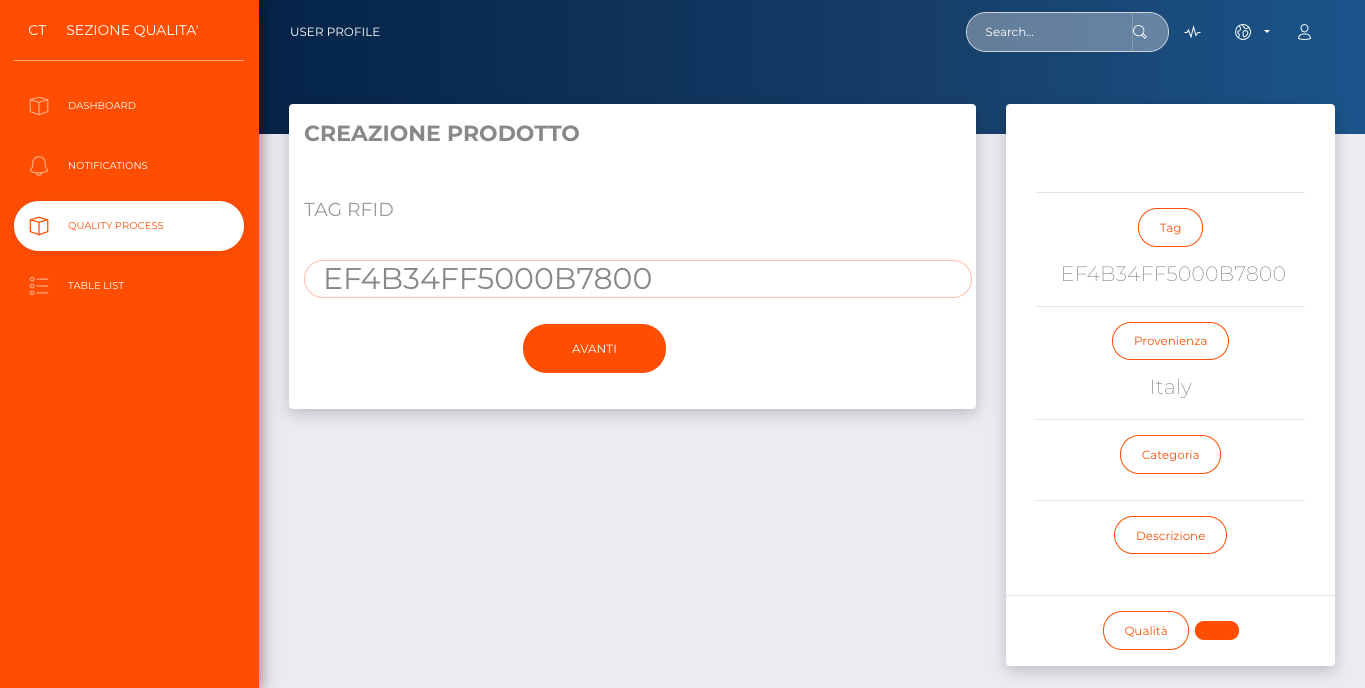 CT SEZIONE QUALITA'
DASHBOARD
NOTIFICATIONS
QUALITY PROCESS
TABLE LIST
USER PROFILE
Search...
CREAZIONE PRODOTTO
TAG RFID
EF4B34FF5000B7800
AVANTI
Tag
EF4B34FF5000B7800
Provenienza
Italy
Categoria
Descrizione
Qualità